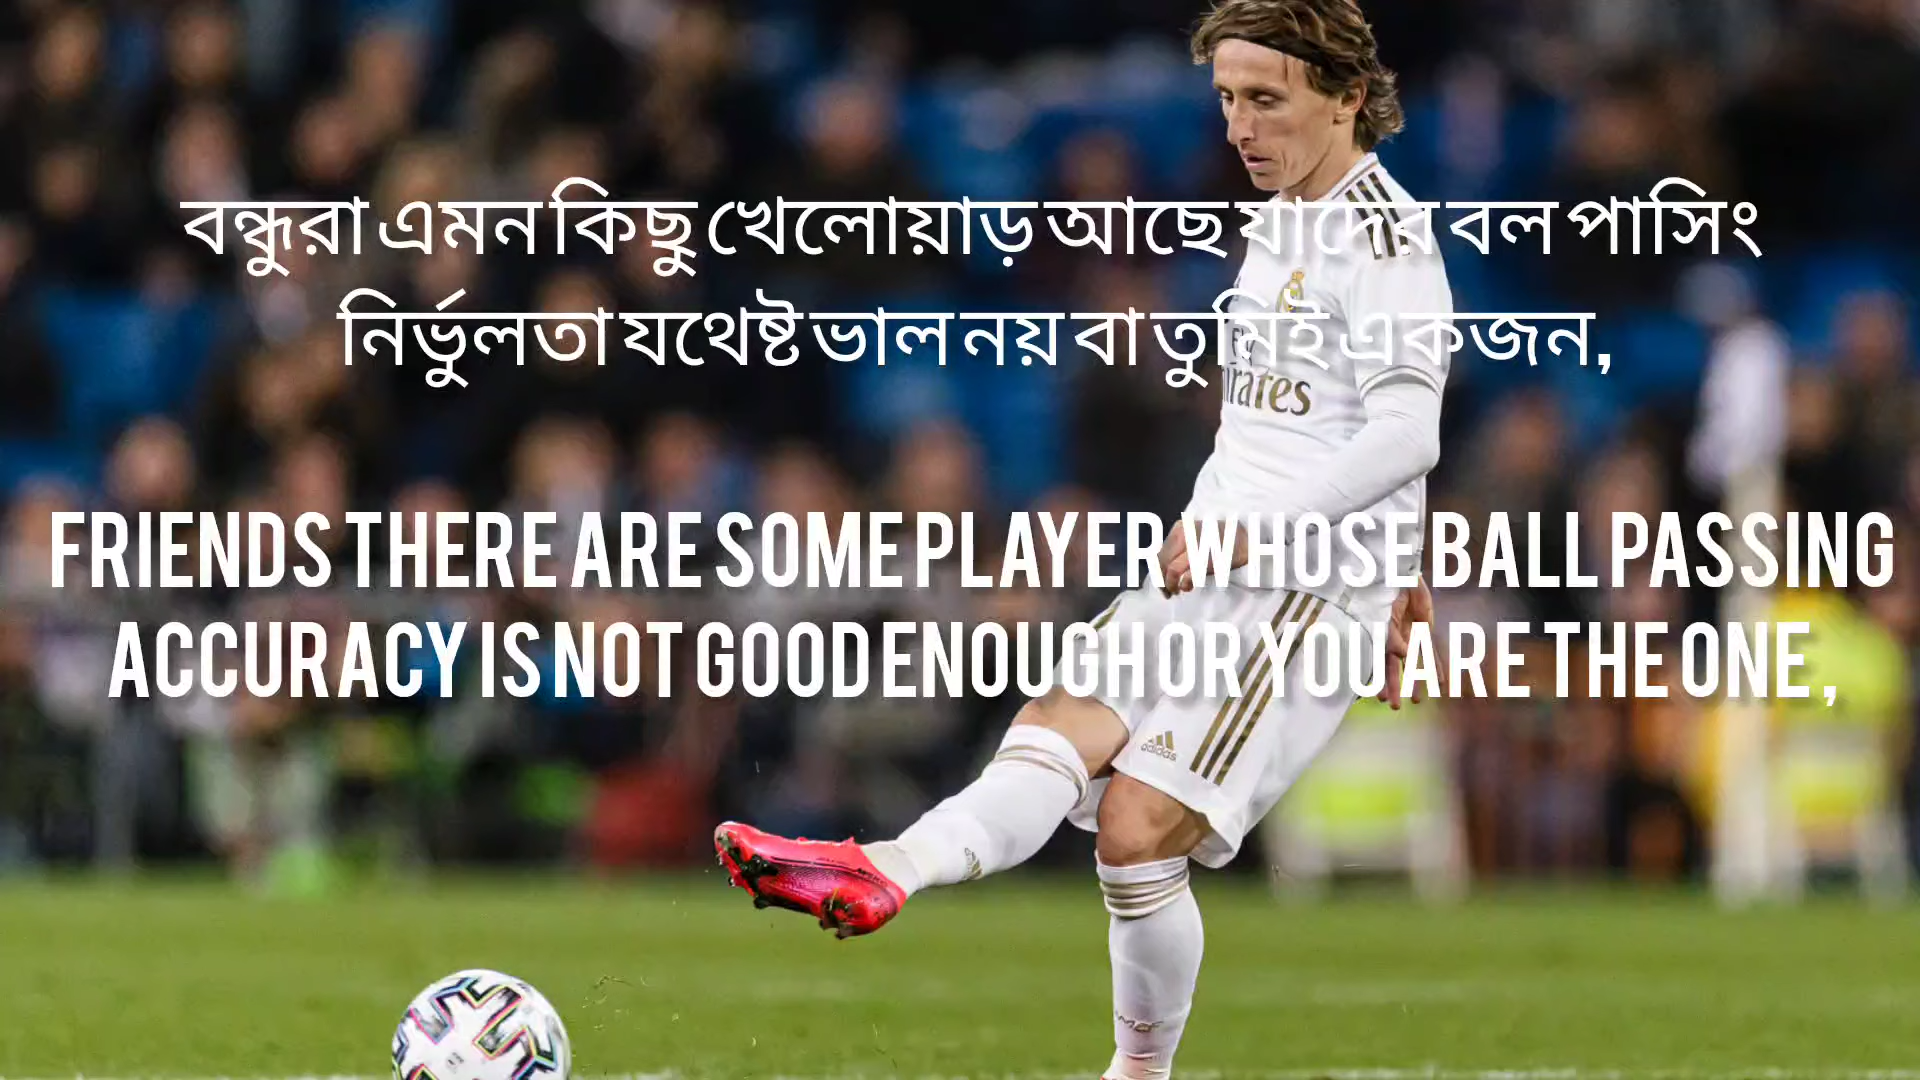 বন্ধুরা এমন কিছু খেলোয়াড় আছে যাদের বল পাসিং
নির্ভুলতা যথেষ্ট ভাল নয় বা তুমিই একজন,
FRIENDS THERE ARE SOME PLAYER WHOSE BALL PASSING
ACCURACY IS NOT GOOD ENOUGH OR YOU ARE THE ONE ,
adidas